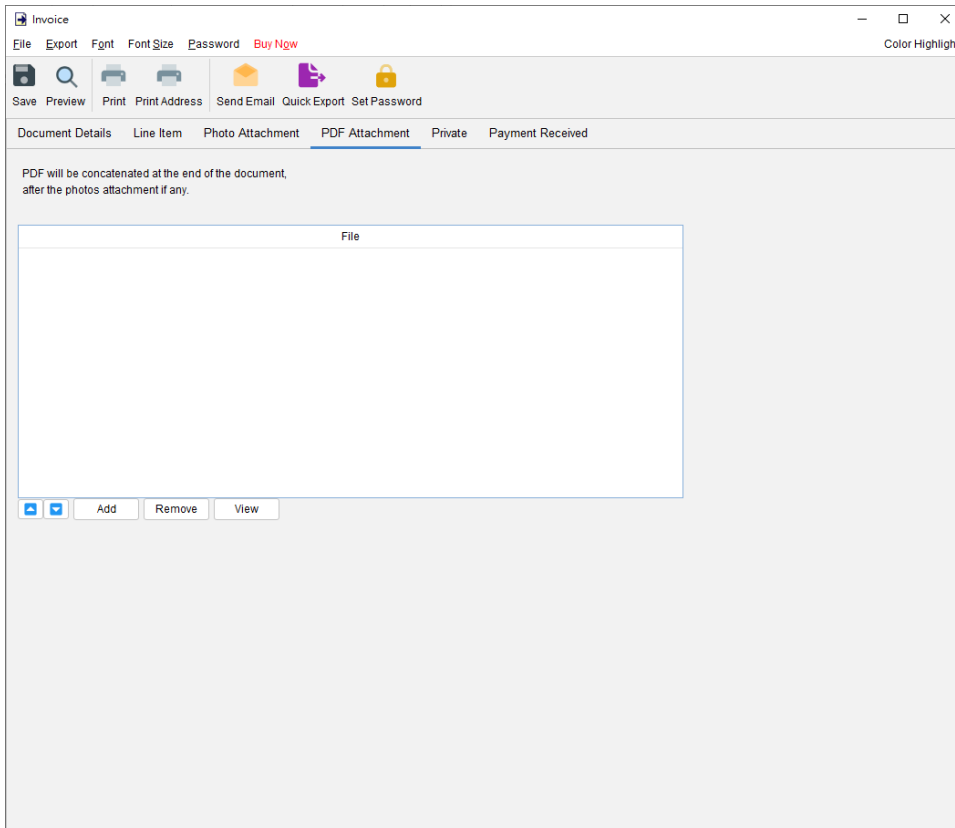 Invoice
File Export Font Font Size Password Buy Now Color Highligh
Save Preview Print Print Address Send Email Quick Export Set Password
Document Details Line Item Photo Attachment PDF Attachment Private Payment Received
PDF will be concatenated at the end of the document,
after the photos attachment if any.
File
Add Remove View